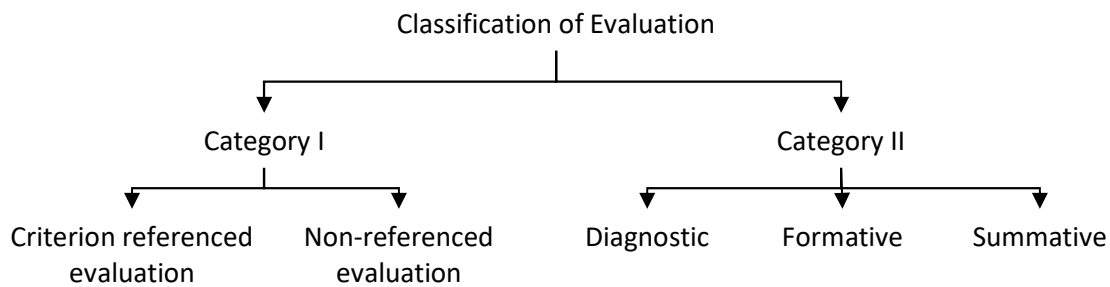 Classification of Evaluation
Category I
Category II
Criterion referenced
evaluation
Non-referenced
evaluation
Diagnostic
Formative
Summative